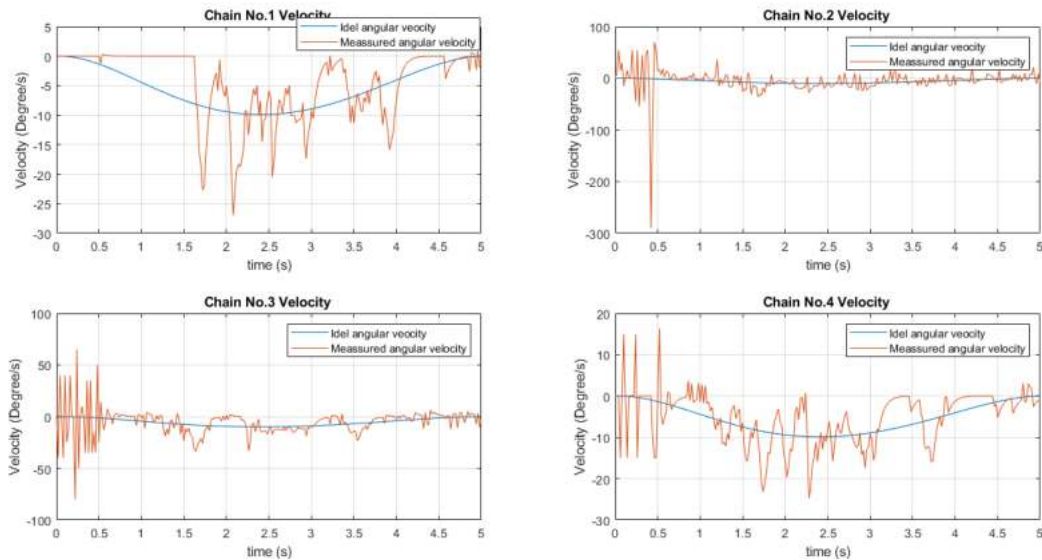 Chain No.1 Velocity
Idel angular veocity
Meassured angular velocity
Velocity (Degree/s)
5
0
-5
-10
-15
-20
-25
-30
0 0.5 1 1.5 2 2.5 3 3.5 4 4.5 5
time (s)
Chain No.2 Velocity
Idel angular veocity
Meassured angular velocity
Velocity (Degree/s)
100
0
-100
-200
-300
0 0.5 1 1.5 2 2.5 3 3.5 4 4.5 5
time (s)
Chain No.3 Velocity
Idel angular veocity
Meassured angular velocity
Velocity (Degree/s)
100
50
0
-50
-100
0 0.5 1 1.5 2 2.5 3 3.5 4 4.5 5
time (s)
Chain No.4 Velocity
Idel angular veocity
Meassured angular velocity
Velocity (Degree/s)
20
10
0
-10
-20
-30
0 0.5 1 1.5 2 2.5 3 3.5 4 4.5 5
time (s)